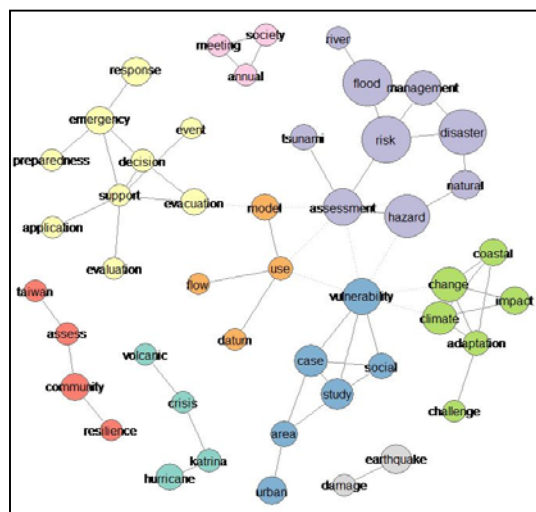 society
meeting
annual
river
response
flood
management
emergency
risk
disaster
event
tsunami
preparedness
decision
natural
support
evacuation
model
assessment
hazard
application
coastal
evaluation
use
change
flow
vulnerability
impact
taiwan
climate
datum
adaptation
assess
volcanic
case
social
community
study
crisis
challenge
resilience
area
katrina
earthquake
hurricane
urban
damage